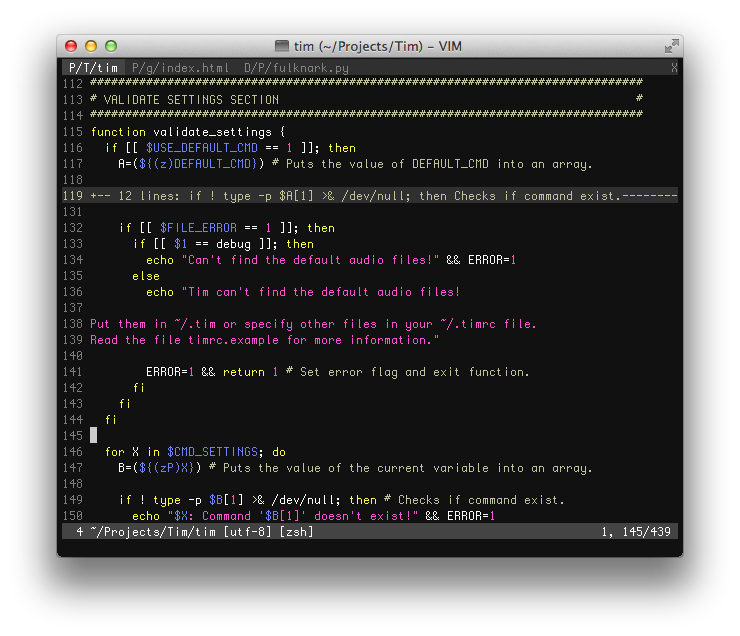 tim (~/Projects/Tim) – VIM
P/T/tim P/g/index.html D/P/fulknark.py X
112 ###############################################################################
113 # VALIDATE SETTINGS SECTION #
114 ###############################################################################
115 function validate_settings {
116 if [[ $USE_DEFAULT_CMD == 1 ]]; then
117 A=(${(z)DEFAULT_CMD}) # Puts the value of DEFAULT_CMD into an array.
118
119 +-- 12 lines: if ! type -p $A[1] >& /dev/null; then Checks if command exist.--------
131
132 if [[ $FILE_ERROR == 1 ]]; then
133 if [[ $1 == debug ]]; then
134 echo "Can't find the default audio files!" && ERROR=1
135 else
136 echo "Tim can't find the default audio files!
137
138 Put them in ~/.tim or specify other files in your ~/.timrc file.
139 Read the file timrc.example for more information."
140
141 ERROR=1 && return 1 # Set error flag and exit function.
142 fi
143 fi
144 fi
145
146 for X in $CMD_SETTINGS; do
147 B=(${(zP)X}) # Puts the value of the current variable into an array.
148
149 if ! type -p $B[1] >& /dev/null; then # Checks if command exist.
150 echo "$X: Command '$B[1]' doesn't exist!" && ERROR=1
4 ~/Projects/Tim/tim [utf-8] [zsh] 1, 145/439